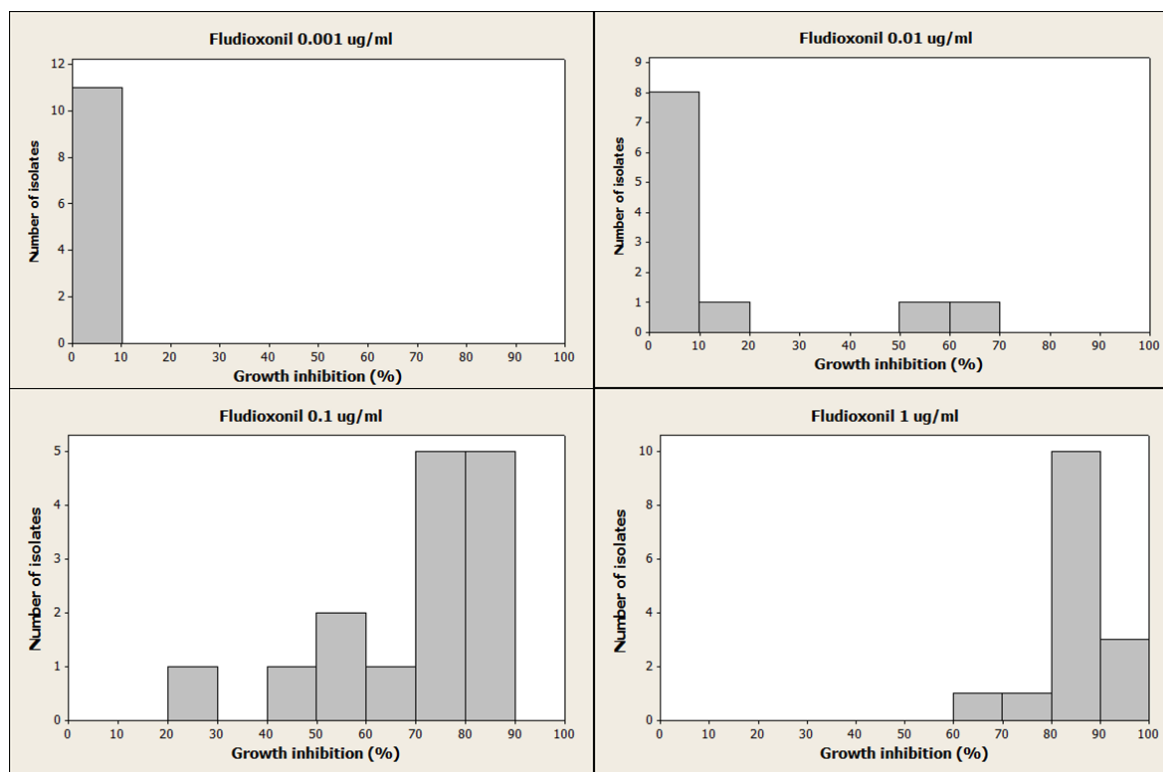 Fludioxonil 0.001 ug/ml
Number of isolates
12
10
8
6
4
2
0
0 10 20 30 40 50 60 70 80 90 100
Growth inhibition (%)
Fludioxonil 0.01 ug/ml
Number of isolates
9
8
7
6
5
4
3
2
1
0
0 10 20 30 40 50 60 70 80 90 100
Growth inhibition (%)
Fludioxonil 0.1 ug/ml
Number of isolates
5
4
3
2
1
0
0 10 20 30 40 50 60 70 80 90 100
Growth inhibition (%)
Fludioxonil 1 ug/ml
Number of isolates
10
8
6
4
2
0
0 10 20 30 40 50 60 70 80 90 100
Growth inhibition (%)